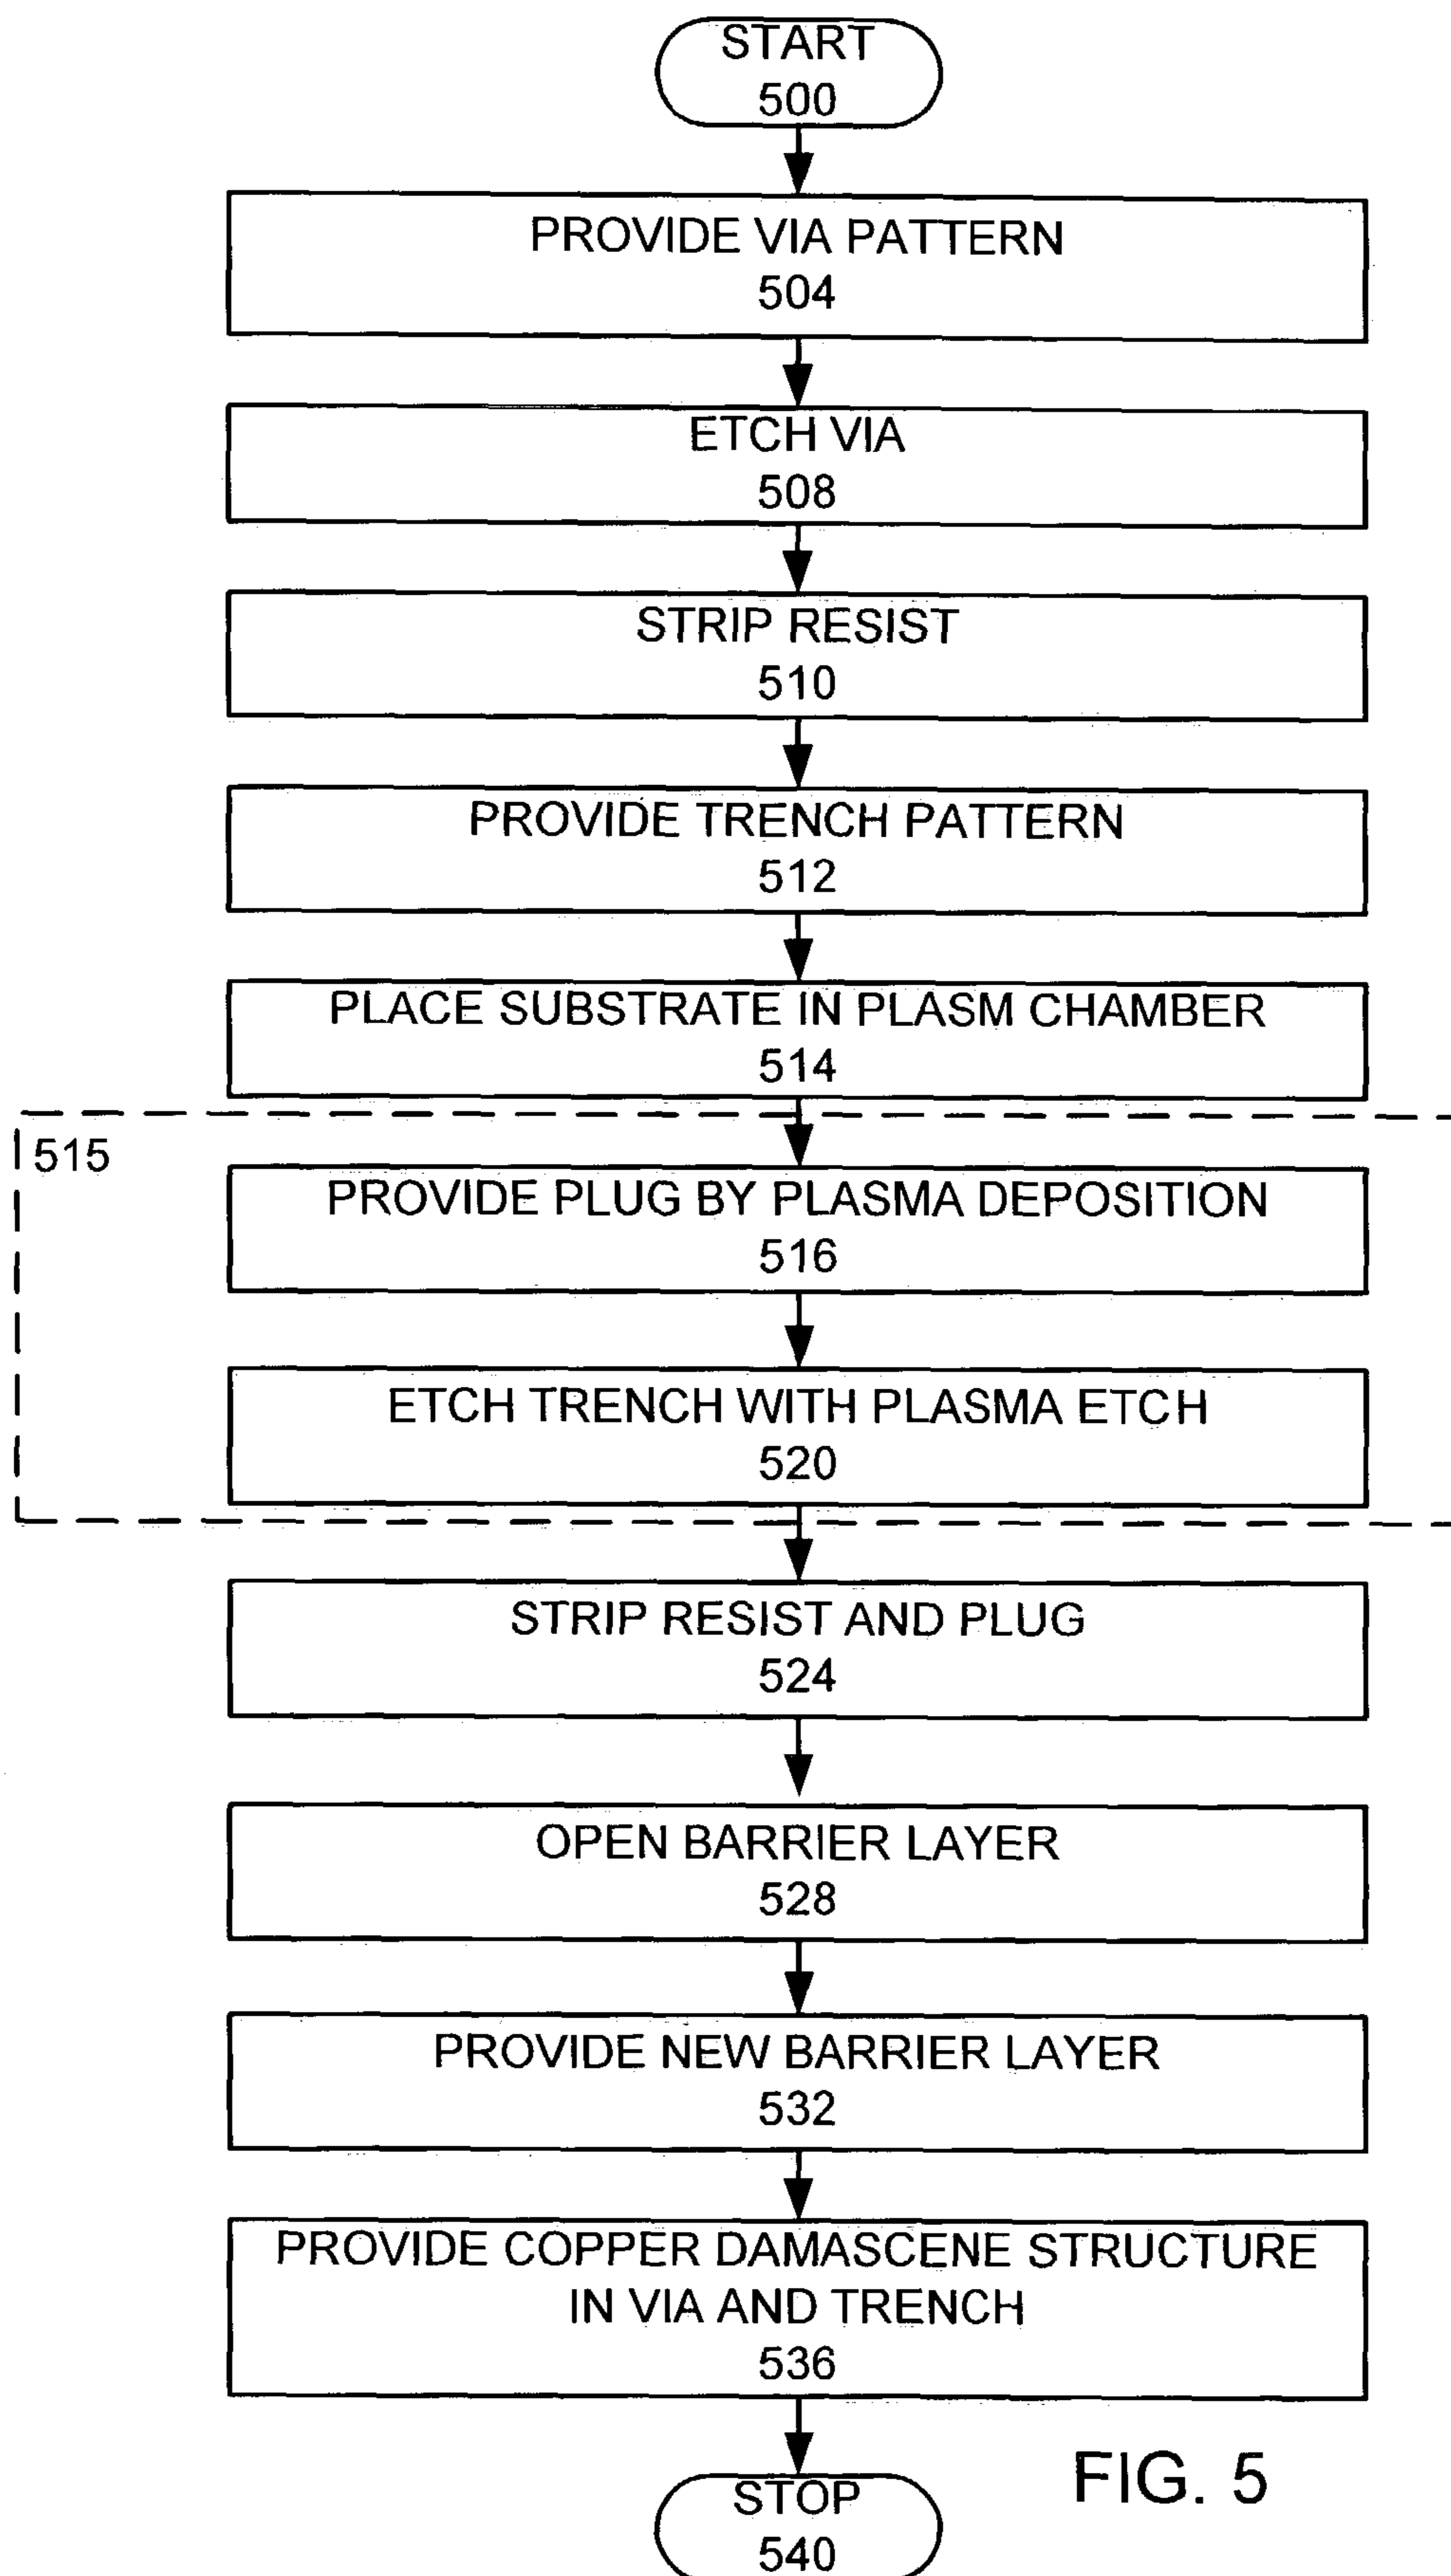 START
500
PROVIDE VIA PATTERN
504
ETCH VIA
508
STRIP RESIST
510
PROVIDE TRENCH PATTERN
512
PLACE SUBSTRATE IN PLASM CHAMBER
514
515
PROVIDE PLUG BY PLASMA DEPOSITION
516
ETCH TRENCH WITH PLASMA ETCH
520
STRIP RESIST AND PLUG
524
OPEN BARRIER LAYER
528
PROVIDE NEW BARRIER LAYER
532
PROVIDE COPPER DAMASCENE STRUCTURE
IN VIA AND TRENCH
536
FIG. 5
STOP
540